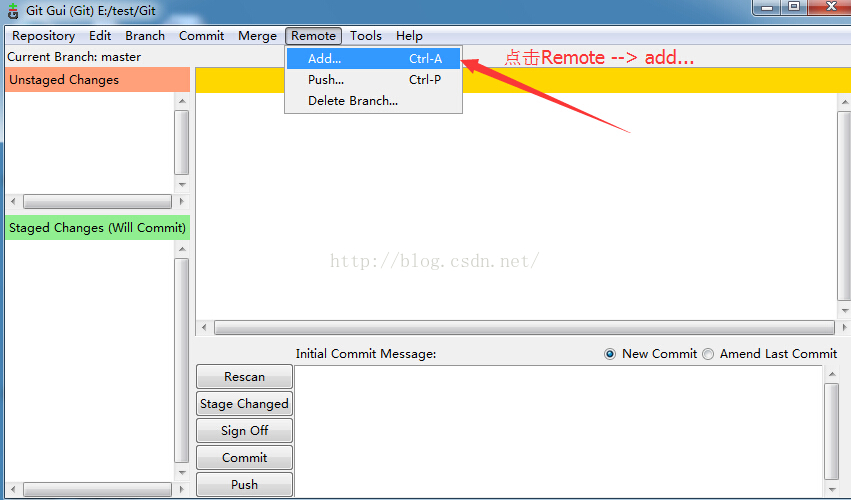 Git Gui (Git) E:/test/Git
Repository Edit Branch Commit Merge Remote Tools Help
Current Branch: master
Add... Ctrl-A
点击Remote --> add...
Unstaged Changes
Push... Ctrl-P
Delete Branch...
Staged Changes (Will Commit)
http://blog.csdn.net/
Initial Commit Message:
New Commit
Amend Last Commit
Rescan
Stage Changed
Sign Off
Commit
Push